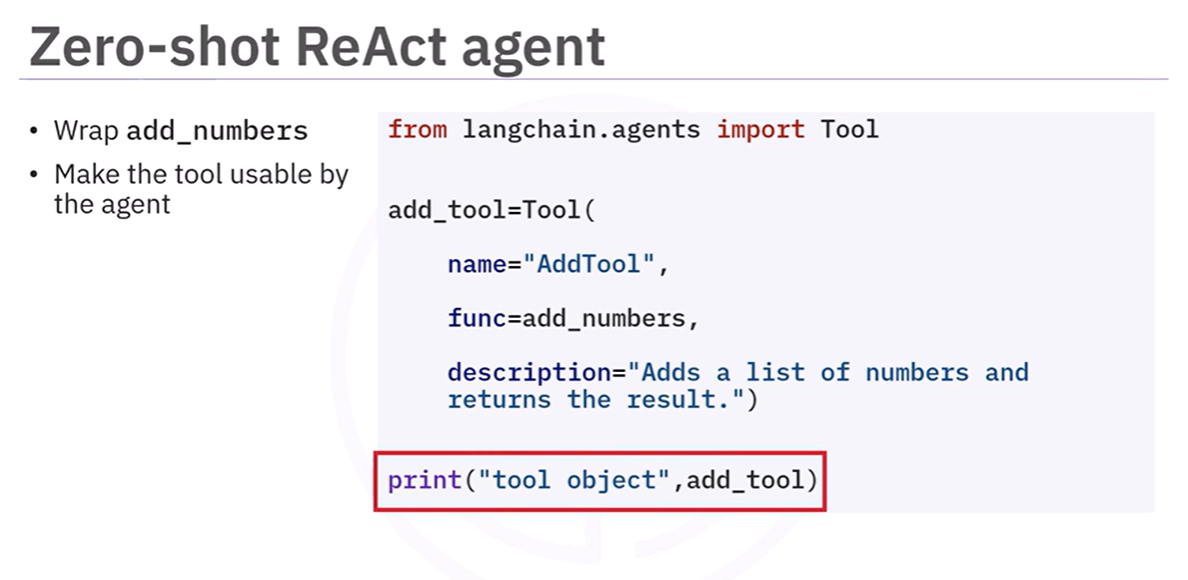 Zero-shot ReAct agent
• Wrap add_numbers
• Make the tool usable by
the agent
from langchain.agents import Tool
add_tool=Tool(
name="AddTool",
func=add_numbers,
description="Adds a list of numbers and
returns the result.")
print("tool object",add_tool)